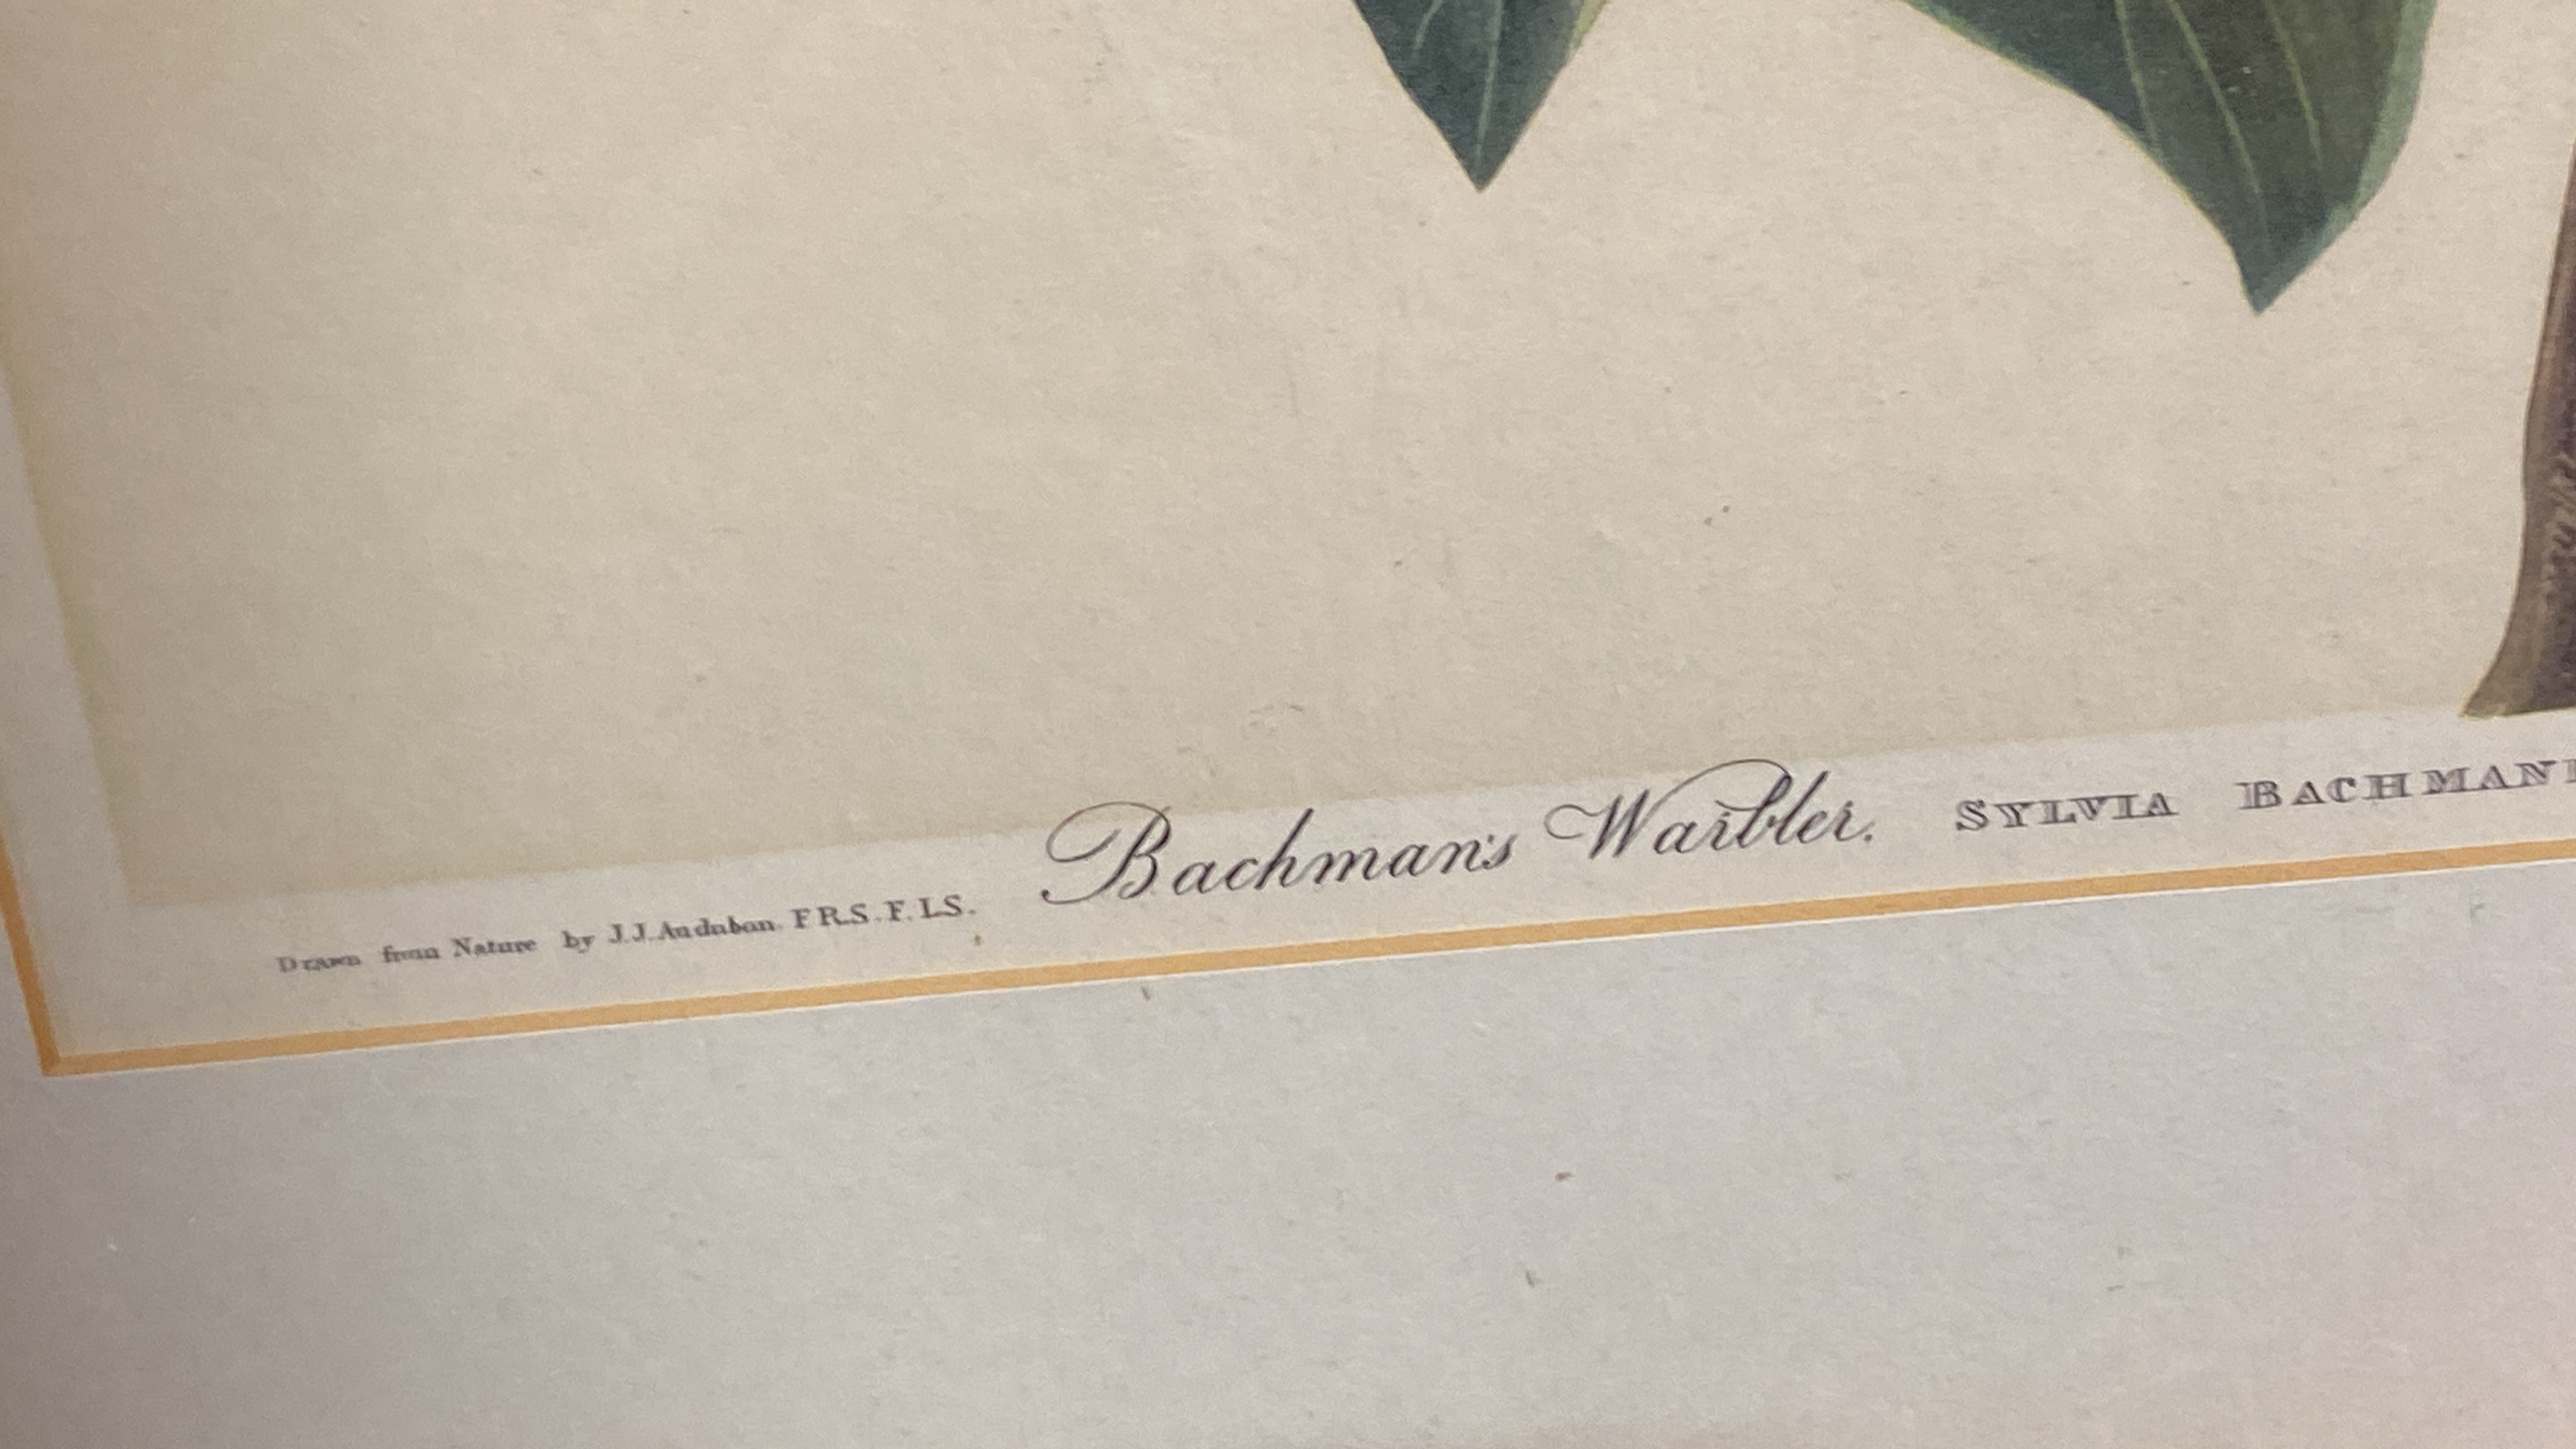 Drawn from Nature by J.J. Audubon. F.R.S. F.L.S.
Bachman's Warbler. SYLVIA BACHMAN